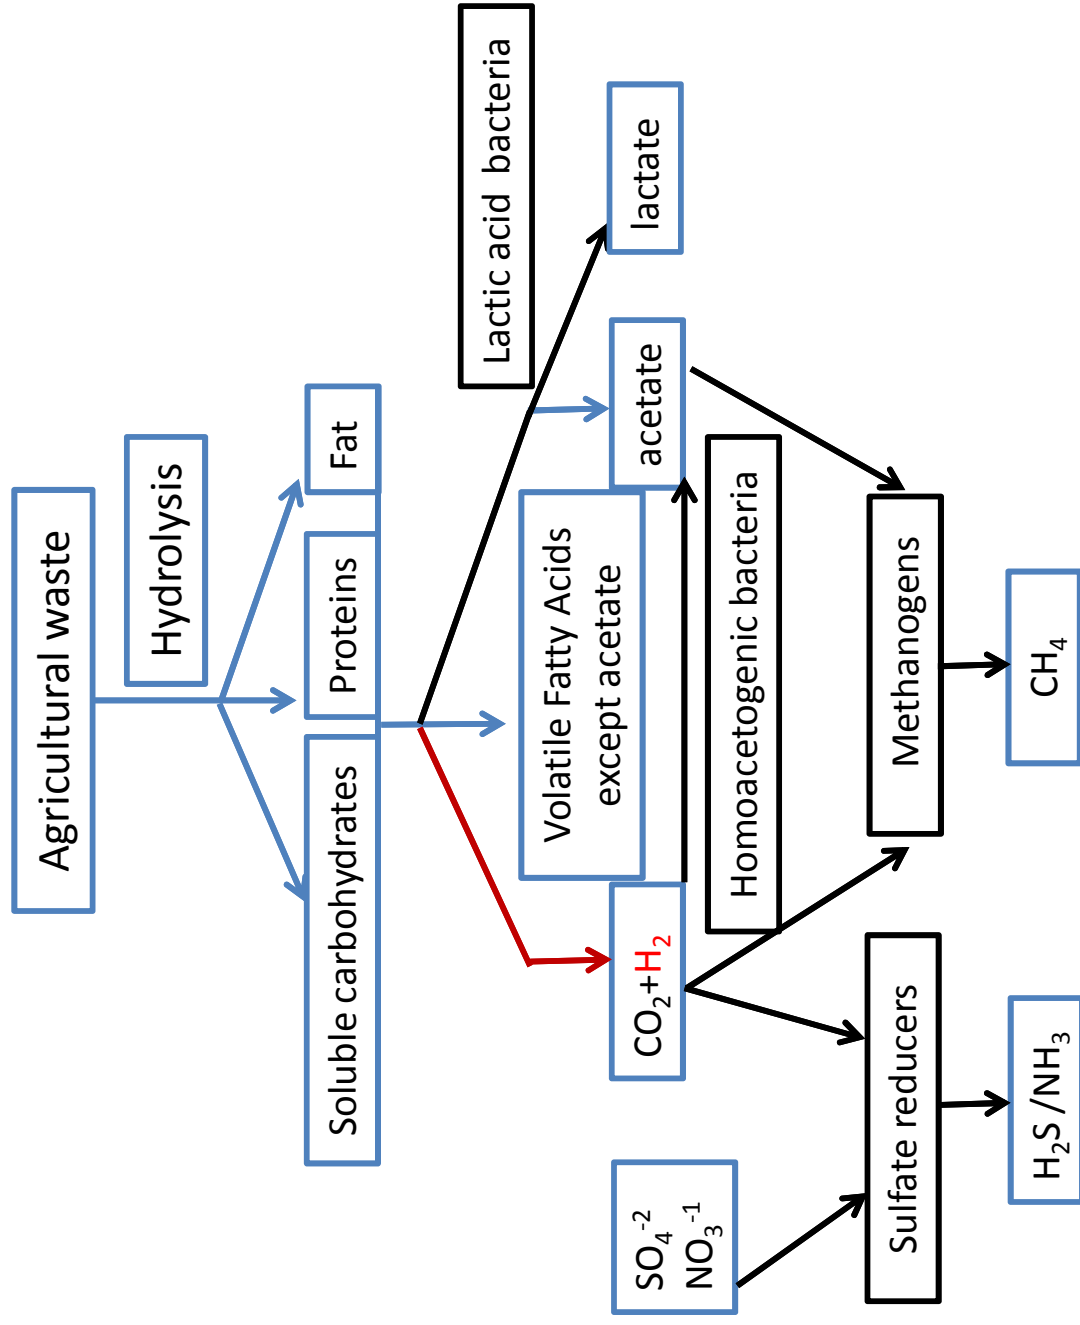 Agricultural waste
Hydrolysis
Soluble carbohydrates
Proteins
Fat
Lactic acid bacteria
Volatile Fatty Acids
except acetate
CO₂+H₂
acetate
lactate
Homoacetogenic bacteria
SO₄⁻²
NO₃⁻¹
Sulfate reducers
Methanogens
H₂S /NH₃
CH₄